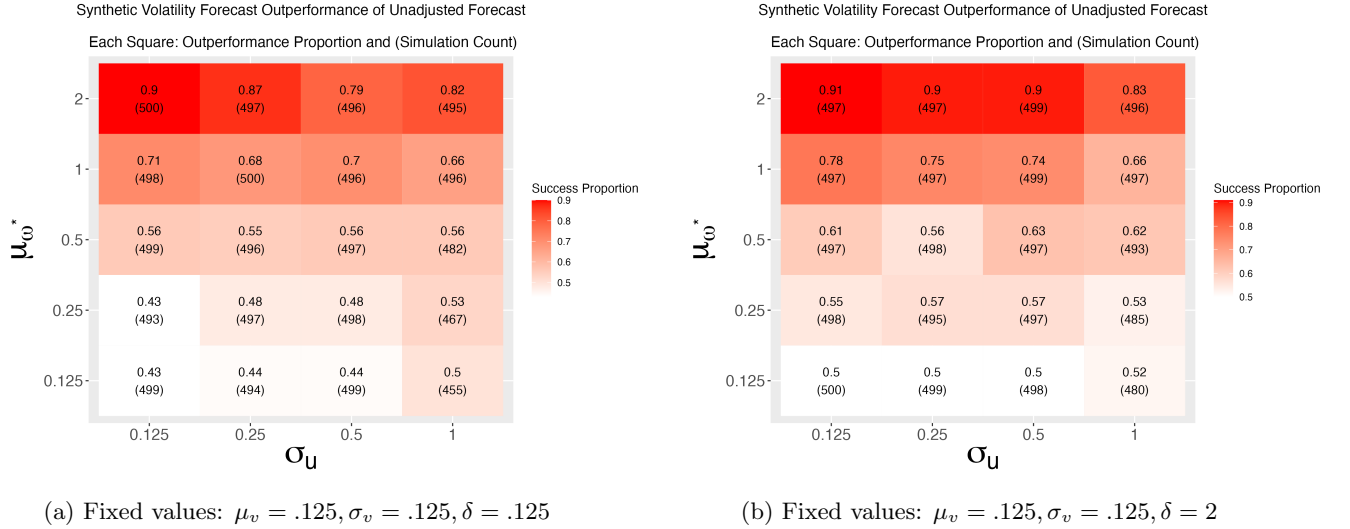 Synthetic Volatility Forecast Outperformance of Unadjusted Forecast
Each Square: Outperformance Proportion and (Simulation Count)
2
0.9 0.87 0.79 0.82
(500) (497) (496) (495)
1
0.71 0.68 0.7 0.66
(498) (500) (496) (496)
0.5
0.56 0.55 0.56 0.56
(499) (496) (497) (482)
0.25
0.43 0.48 0.48 0.53
(493) (497) (498) (467)
0.125
0.43 0.44 0.44 0.5
(499) (494) (499) (455)
0.125 0.25 0.5 1
μω*
σu
Success Proportion
0.9
0.8
0.7
0.6
0.5
(a) Fixed values: μv = .125, σv = .125, δ = .125
Synthetic Volatility Forecast Outperformance of Unadjusted Forecast
Each Square: Outperformance Proportion and (Simulation Count)
2
0.91 0.9 0.9 0.83
(497) (497) (499) (496)
1
0.78 0.75 0.74 0.66
(497) (497) (499) (497)
0.5
0.61 0.56 0.63 0.62
(497) (498) (497) (493)
0.25
0.55 0.57 0.57 0.53
(498) (495) (497) (485)
0.125
0.5 0.5 0.5 0.52
(500) (499) (498) (480)
0.125 0.25 0.5 1
μω*
σu
Success Proportion
0.9
0.8
0.7
0.6
0.5
(b) Fixed values: μv = .125, σv = .125, δ = 2